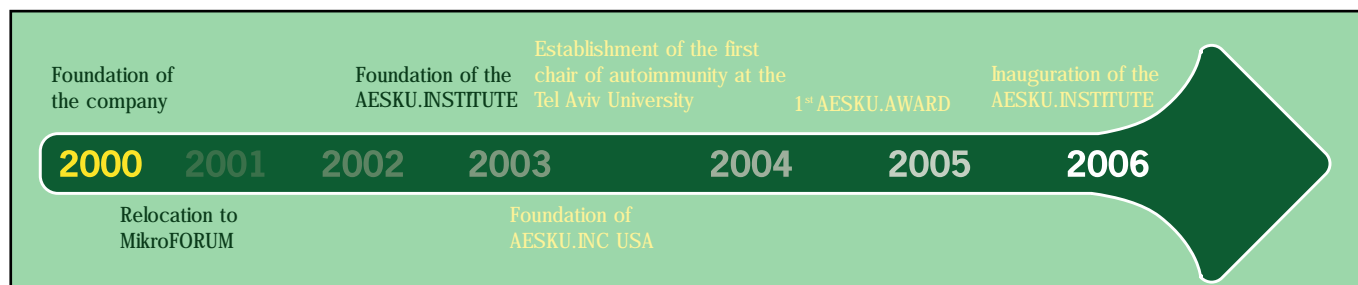 Foundation of
the company
Foundation of the
AESKU.INSTITUTE
Establishment of the first
chair of autoimmunity at the
Tel Aviv University
1st AESKU.AWARD
Inauguration of the
AESKU.INSTITUTE
2000 2001 2002 2003 2004 2005 2006
Relocation to
MikroFORUM
Foundation of
AESKU.INC USA